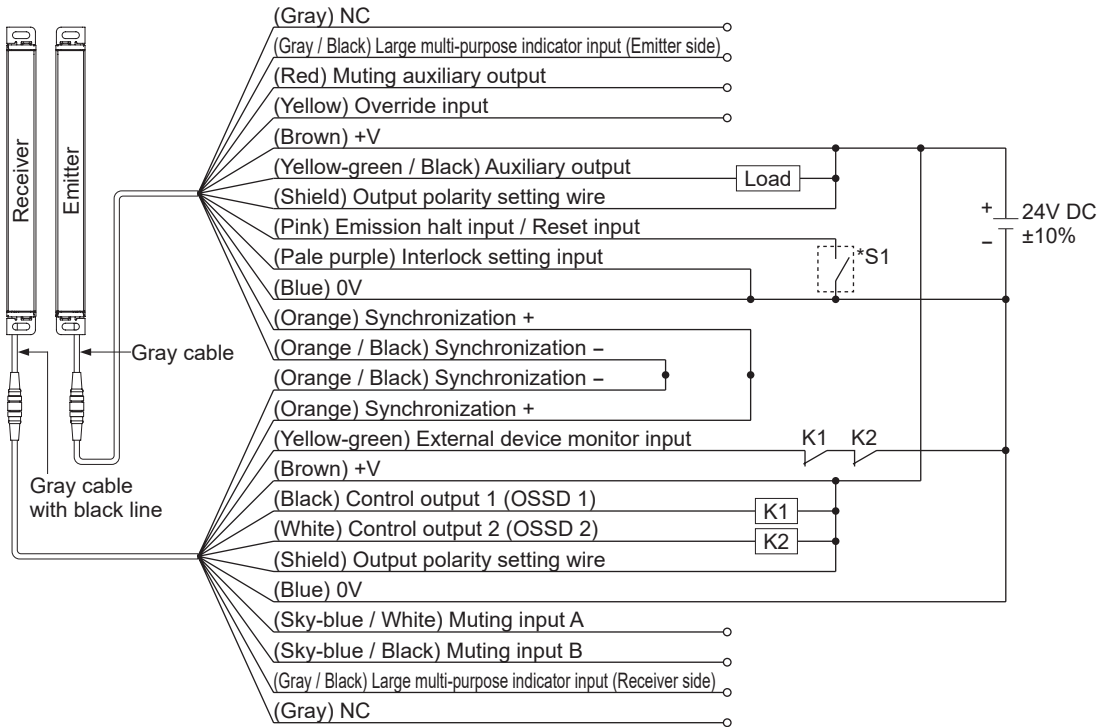 Receiver
Emitter
(Gray) NC
(Gray / Black) Large multi-purpose indicator input (Emitter side)
(Red) Muting auxiliary output
(Yellow) Override input
(Brown) +V
(Yellow-green / Black) Auxiliary output
Load
(Shield) Output polarity setting wire
(Pink) Emission halt input / Reset input
*S1
(Pale purple) Interlock setting input
(Blue) 0V
+
–
24V DC
±10%
(Orange) Synchronization +
(Orange / Black) Synchronization –
(Orange / Black) Synchronization –
(Orange) Synchronization +
Gray cable
Gray cable
with black line
(Yellow-green) External device monitor input
K1 K2
(Brown) +V
(Black) Control output 1 (OSSD 1)
K1
(White) Control output 2 (OSSD 2)
K2
(Shield) Output polarity setting wire
(Blue) 0V
(Sky-blue / White) Muting input A
(Sky-blue / Black) Muting input B
(Gray / Black) Large multi-purpose indicator input (Receiver side)
(Gray) NC